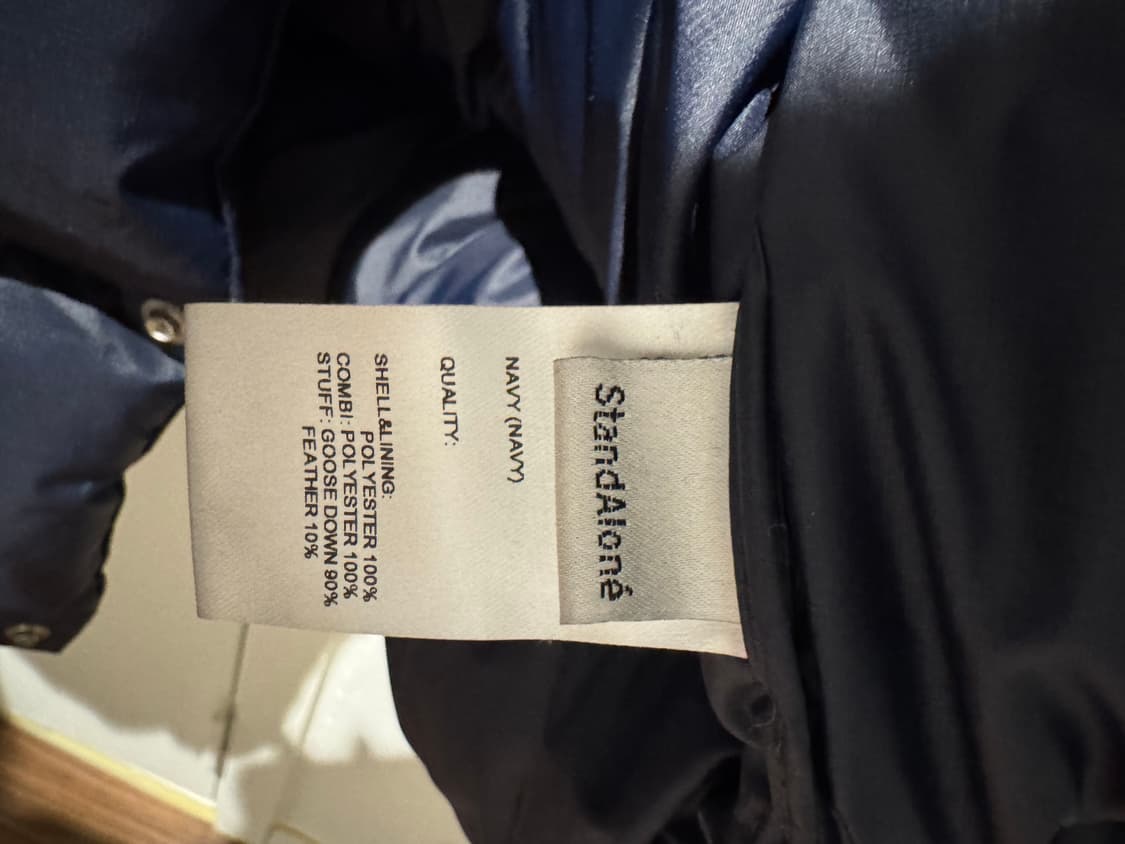 StandAloné
NAVY (NAVY)
QUALITY:
SHELL&LINING:
POLYESTER 100%
COMBI: POLYESTER 100%
STUFF: GOOSE DOWN 90%
FEATHER 10%